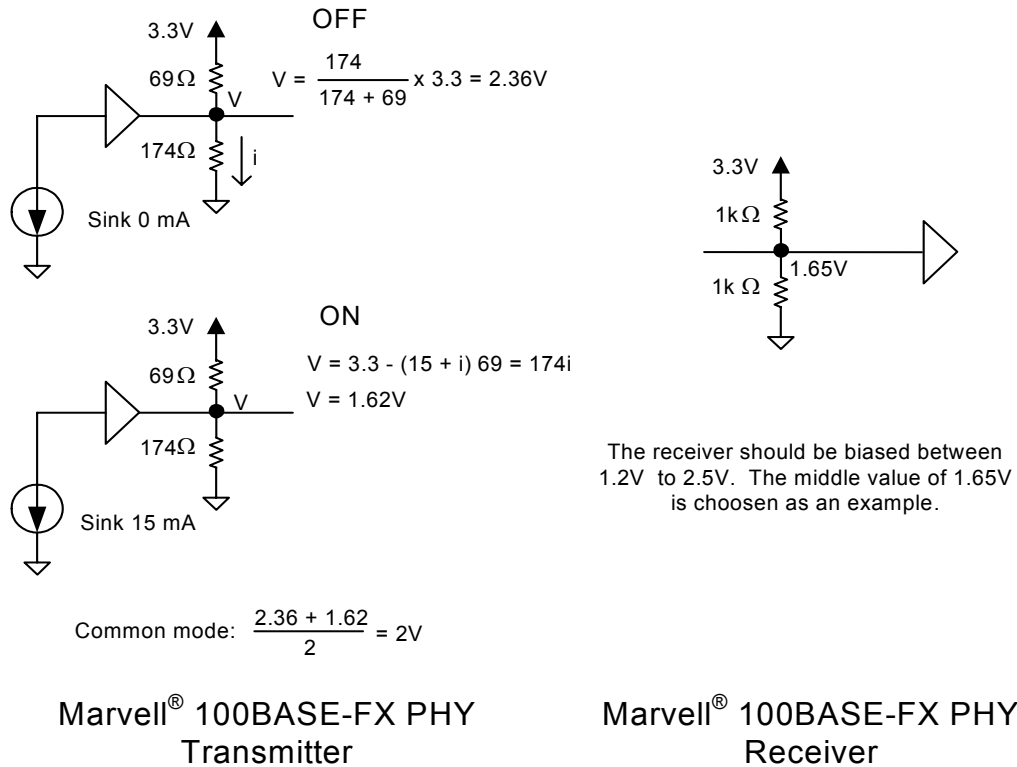 OFF
3.3V
69Ω
V
V = 174 / 174 + 69 x 3.3 = 2.36V
174Ω
i
Sink 0 mA
ON
3.3V
69Ω
V
V = 3.3 - (15 + i) 69 = 174i
V = 1.62V
174Ω
Sink 15 mA
Common mode: 2.36 + 1.62 / 2 = 2V
Marvell® 100BASE-FX PHY
Transmitter
3.3V
1kΩ
1.65V
1k Ω
The receiver should be biased between
1.2V to 2.5V. The middle value of 1.65V
is choosen as an example.
Marvell® 100BASE-FX PHY
Receiver